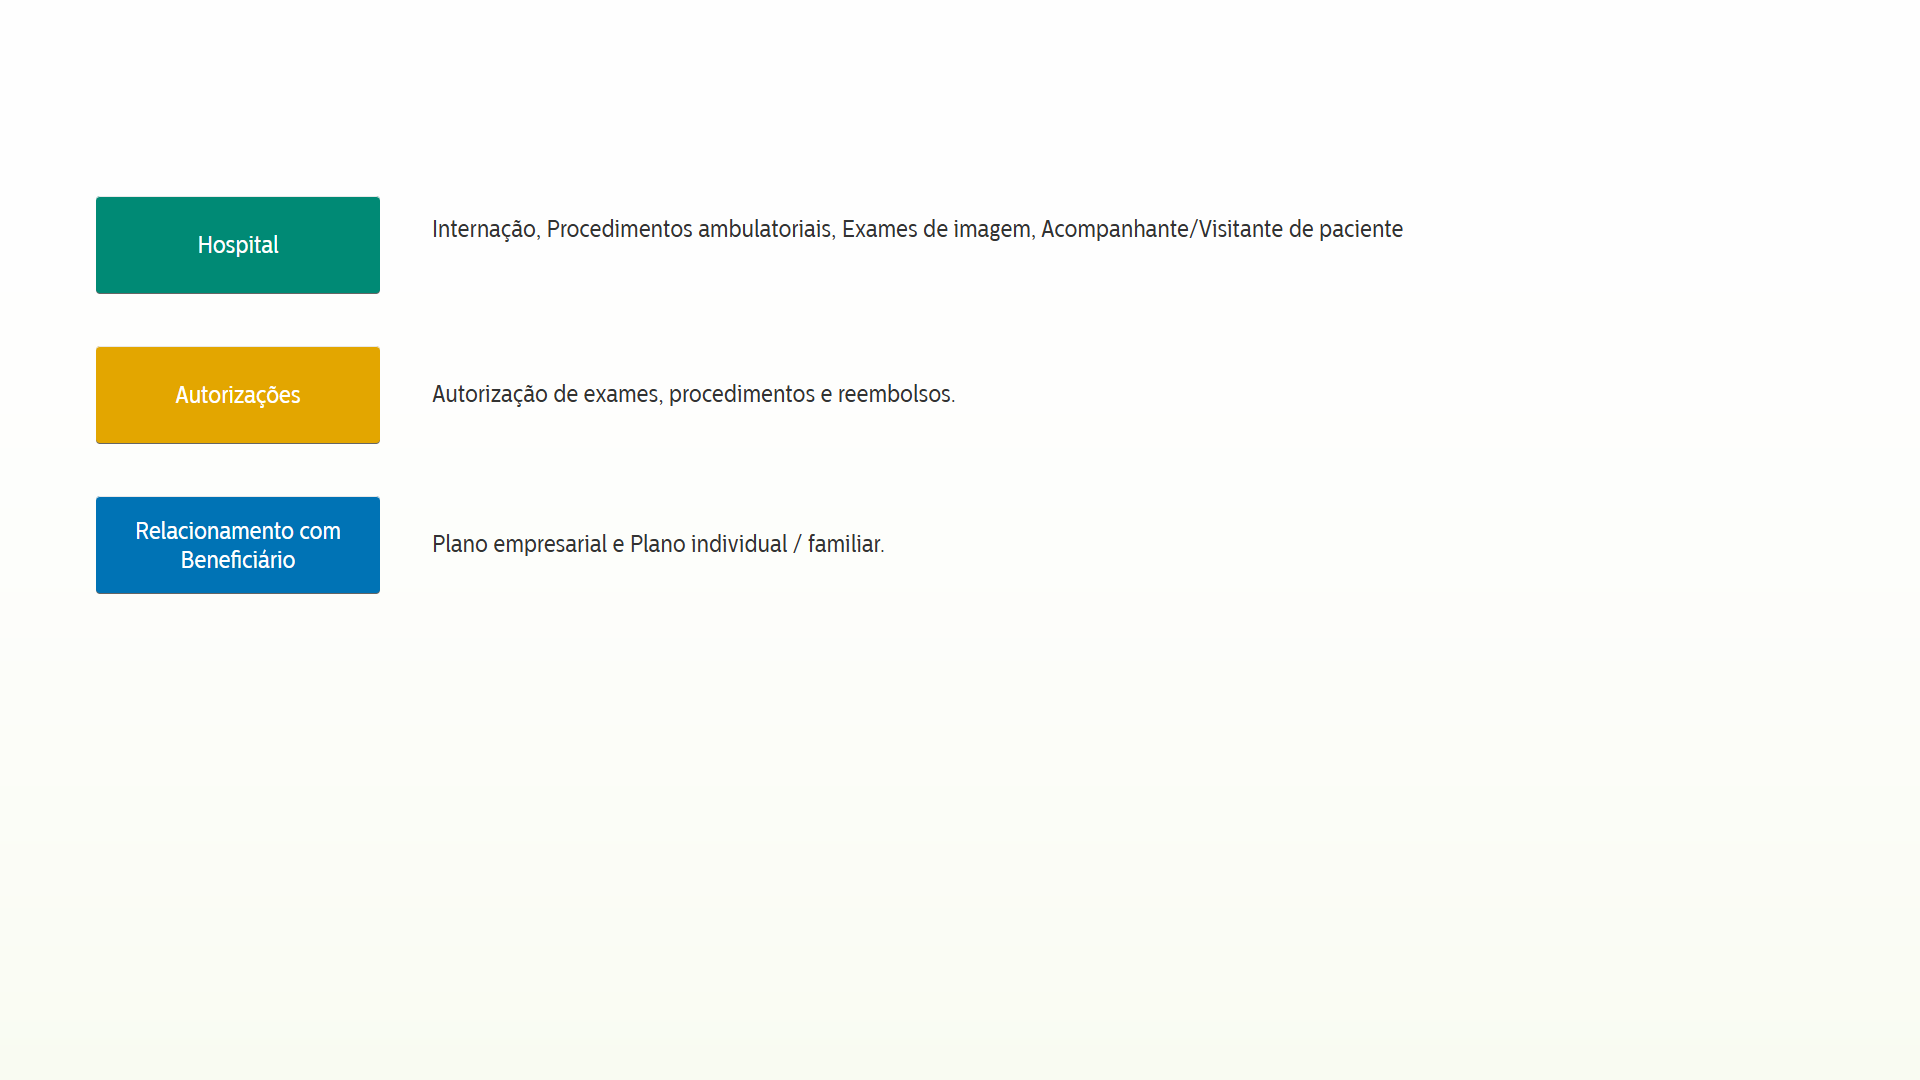 Hospital
Internação, Procedimentos ambulatoriais, Exames de imagem, Acompanhante/Visitante de paciente
Autorizações
Autorização de exames, procedimentos e reembolsos.
Relacionamento com
Beneficiário
Plano empresarial e Plano individual / familiar.